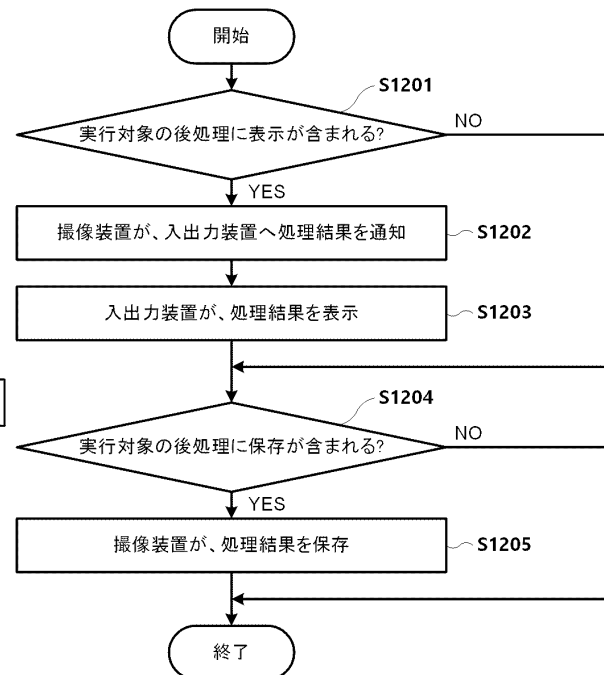 開始
S1201
実行対象の後処理に表示が含まれる?
NO
YES
撮像装置が、入出力装置へ処理結果を通知
S1202
入出力装置が、処理結果を表示
S1203
S1204
実行対象の後処理に保存が含まれる?
NO
YES
撮像装置が、処理結果を保存
S1205
終了